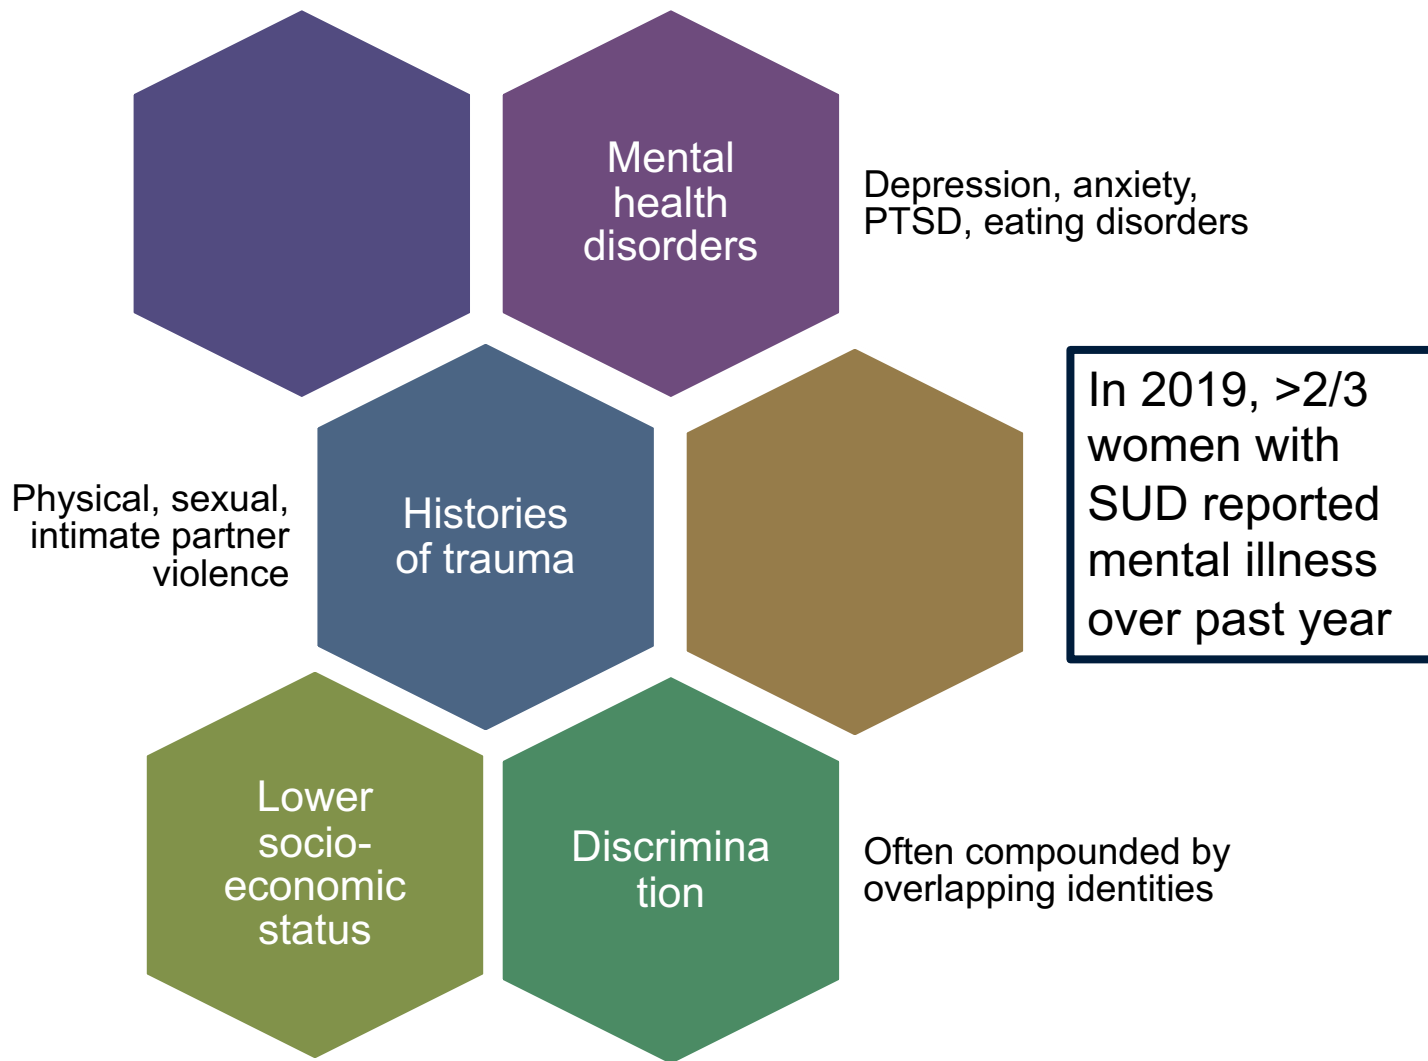 Mental
health
disorders
Depression, anxiety,
PTSD, eating disorders
In 2019, >2/3
women with
SUD reported
mental illness
over past year
Physical, sexual,
intimate partner
violence
Histories
of trauma
Lower
socio-
economic
status
Discrimina
tion
Often compounded by
overlapping identities